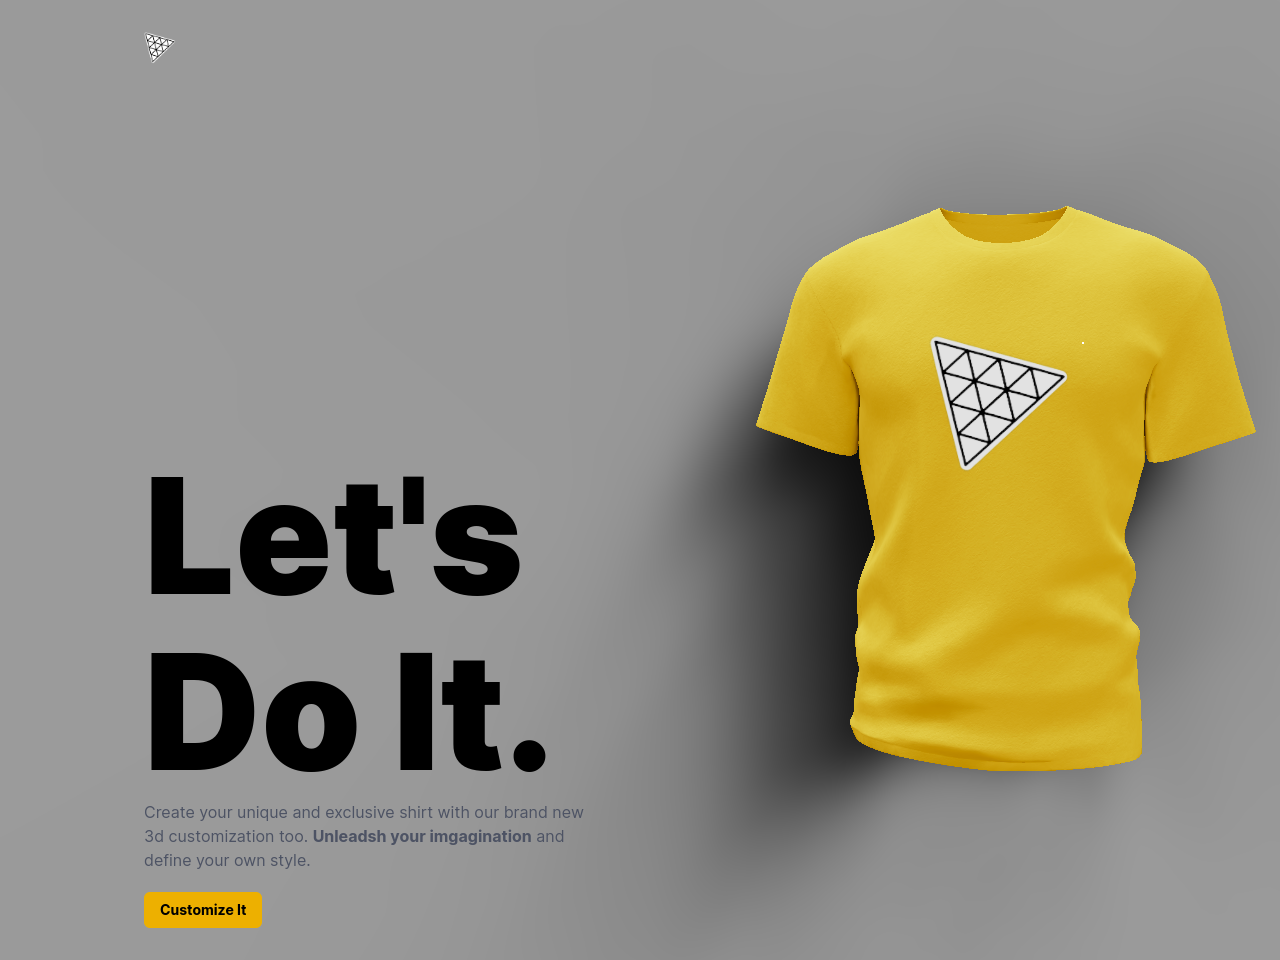 Let's
Do It.
Create your unique and exclusive shirt with our brand new
3d customization too. Unleadsh your imgagination and
define your own style.
Customize It